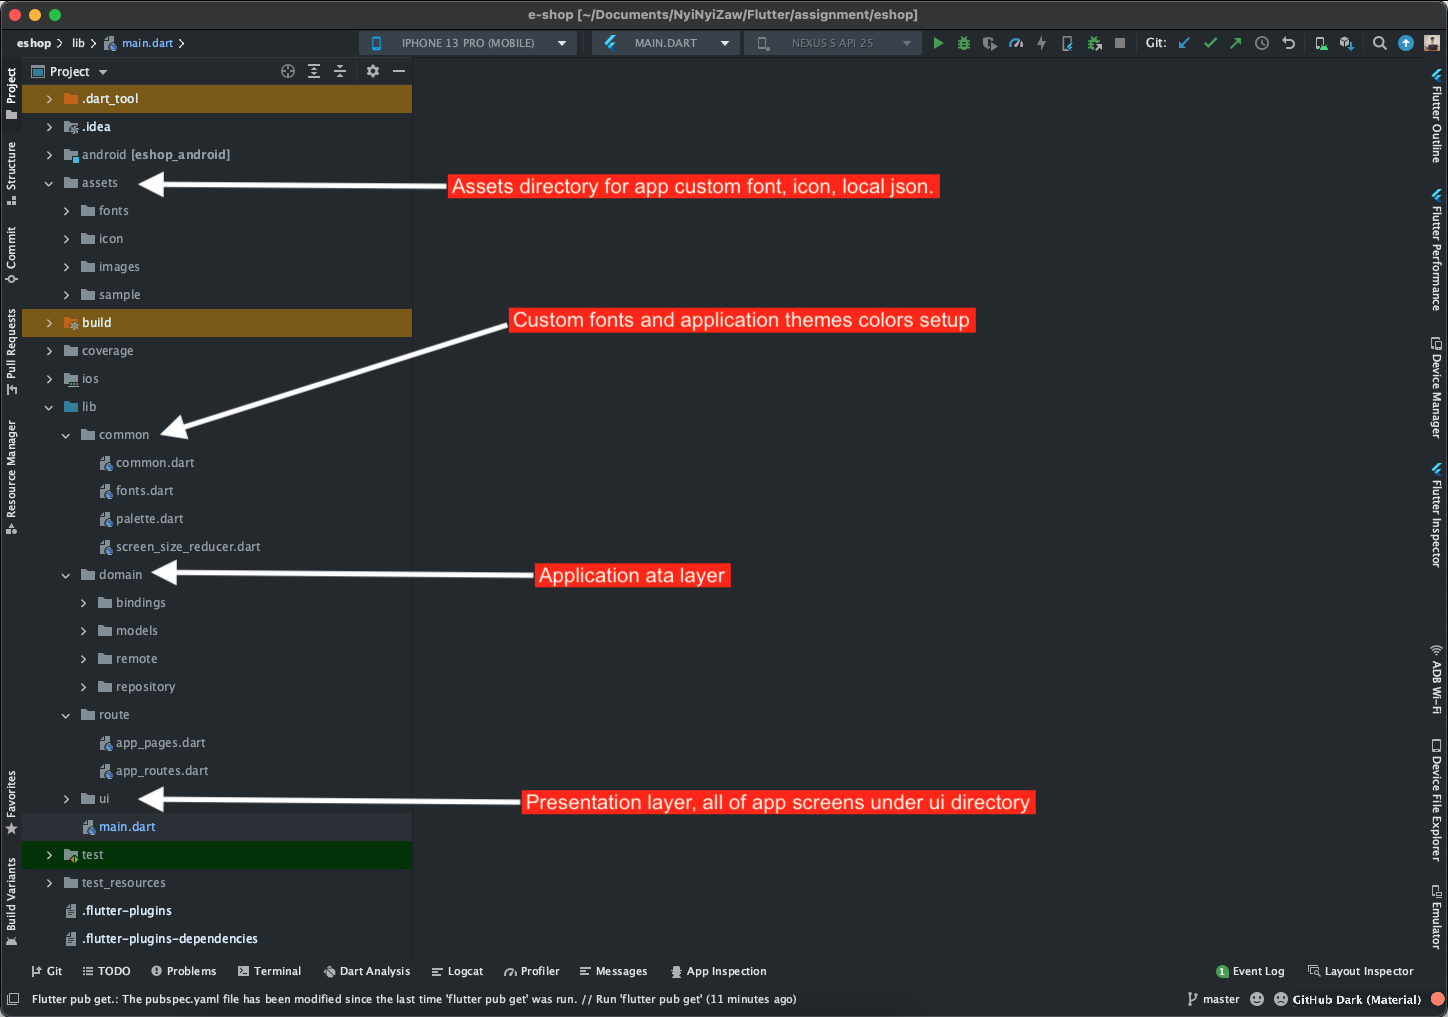 e-shop [~/Documents/NyiNyiZaw/Flutter/assignment/eshop]
eshop lib main.dart
IPHONE 13 PRO (MOBILE)
MAIN.DART
NEXUS 5 API 25
Git:
Project
Project
Structure
Commit
Pull Requests
Resource Manager
Favorites
Build Variants
.dart_tool
.idea
android [eshop_android]
assets
Assets directory for app custom font, icon, local json.
fonts
icon
images
sample
build
Custom fonts and application themes colors setup
coverage
ios
lib
common
common.dart
fonts.dart
palette.dart
screen_size_reducer.dart
domain
Application ata layer
bindings
models
remote
repository
route
app_pages.dart
app_routes.dart
ui
Presentation layer, all of app screens under ui directory
main.dart
test
test_resources
.flutter-plugins
.flutter-plugins-dependencies
Flutter Outline
Flutter Performance
Device Manager
Flutter Inspector
ADB Wi-Fi
Device File Explorer
Emulator
Git
TODO
Problems
Terminal
Dart Analysis
Logcat
Profiler
Messages
App Inspection
1 Event Log
Layout Inspector
Flutter pub get.: The pubspec.yaml file has been modified since the last time 'flutter pub get' was run. // Run 'flutter pub get' (11 minutes ago)
master
GitHub Dark (Material)